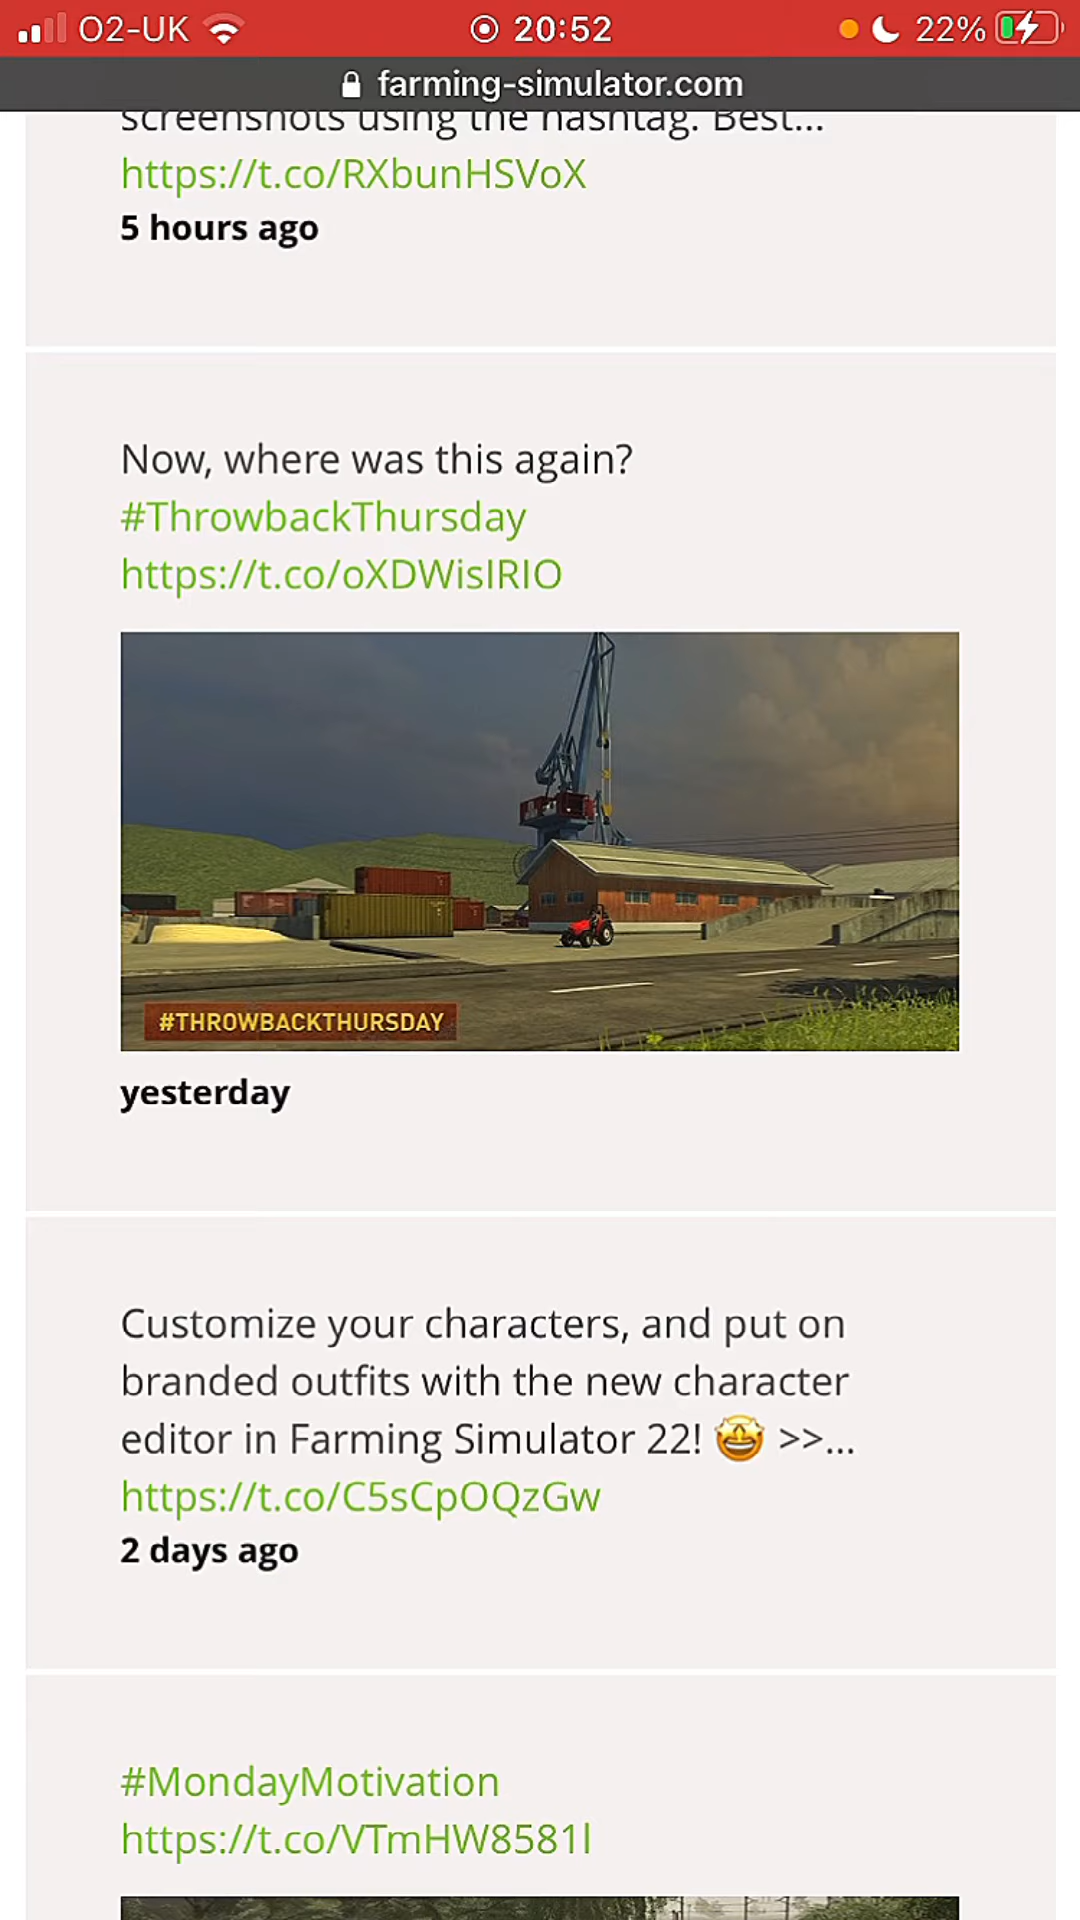 O2-UK 20:52 22%
farming-simulator.com
screenshots using the hashtag. Best...
https://t.co/RXbunHSVoX
5 hours ago
Now, where was this again?
#ThrowbackThursday
https://t.co/oXDWisIRIO
#THROWBACKTHURSDAY
yesterday
Customize your characters, and put on
branded outfits with the new character
editor in Farming Simulator 22! 🤩 >>...
https://t.co/C5sCpOQzGw
2 days ago
#MondayMotivation
https://t.co/VTmHW8581l